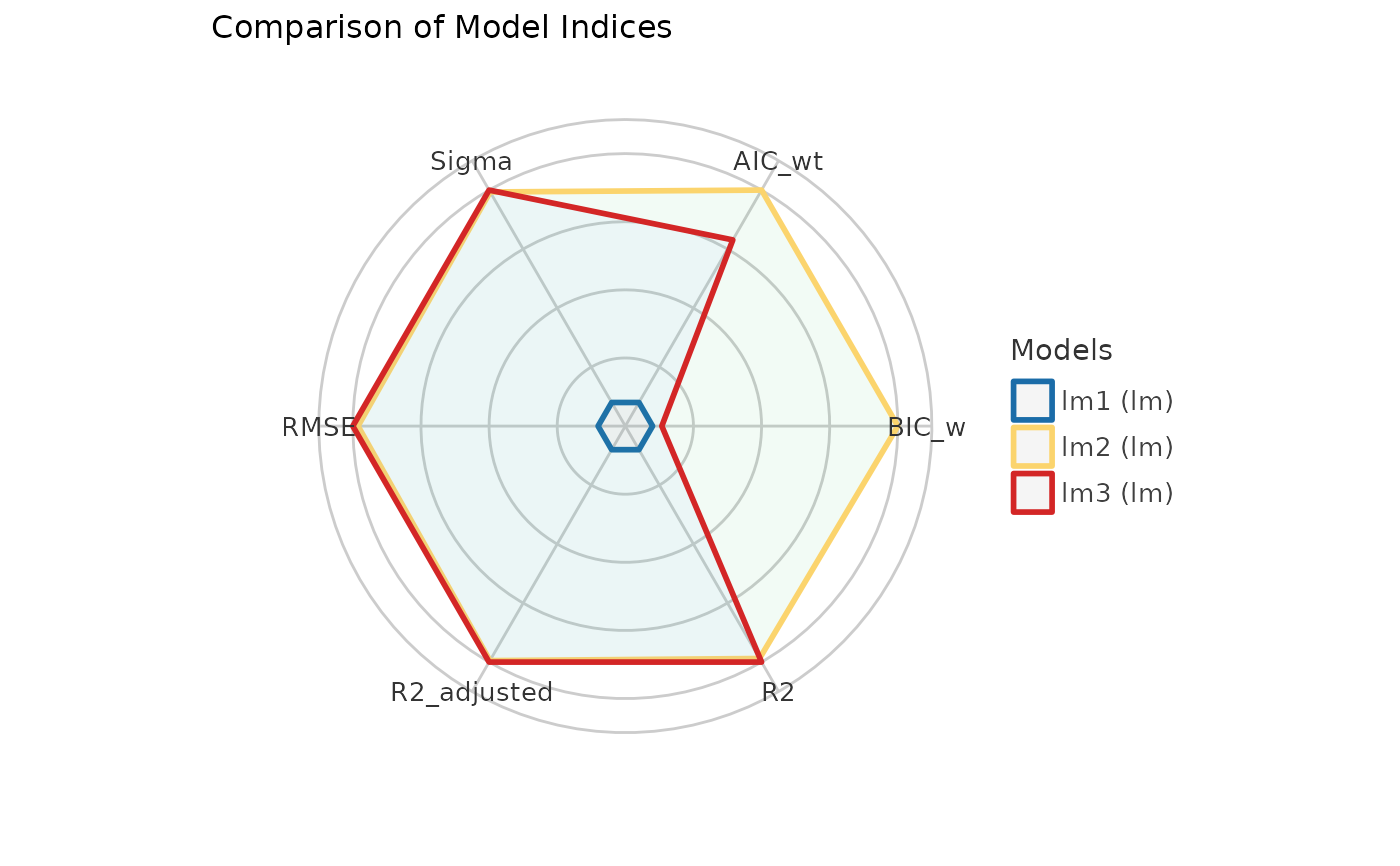 Comparison of Model Indices
Sigma
AIC_wt
RMSE
BIC_w
R2_adjusted
R2
Models
lm1 (lm)
lm2 (lm)
lm3 (lm)